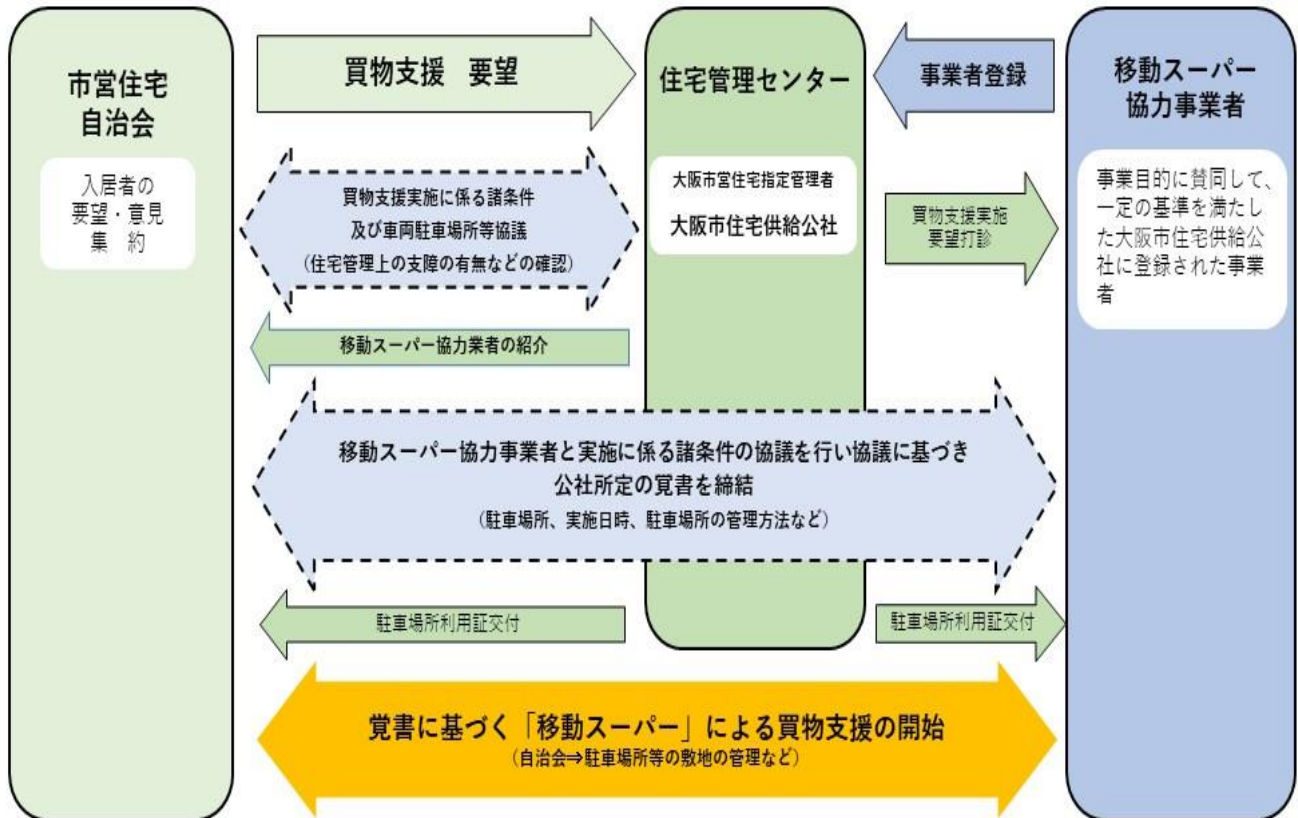 市営住宅
自治会
入居者の
要望・意見
集　約
買物支援　要望
住宅管理センター
大阪市営住宅指定管理者
大阪市住宅供給公社
事業者登録
移動スーパー
協力事業者
事業目的に賛同して、
一定の基準を満たし
た大阪市住宅供給公
社に登録された事業
者
買物支援実施に係る諸条件
及び車両駐車場所等協議
（住宅管理上の支障の有無などの確認）
買物支援実施
要望打診
移動スーパー協力業者の紹介
移動スーパー協力事業者と実施に係る諸条件の協議を行い協議に基づき
公社所定の覚書を締結
（駐車場所、実施日時、駐車場所の管理方法など）
駐車場所利用証交付
駐車場所利用証交付
覚書に基づく「移動スーパー」による買物支援の開始
（自治会⇒駐車場所等の敷地の管理など）